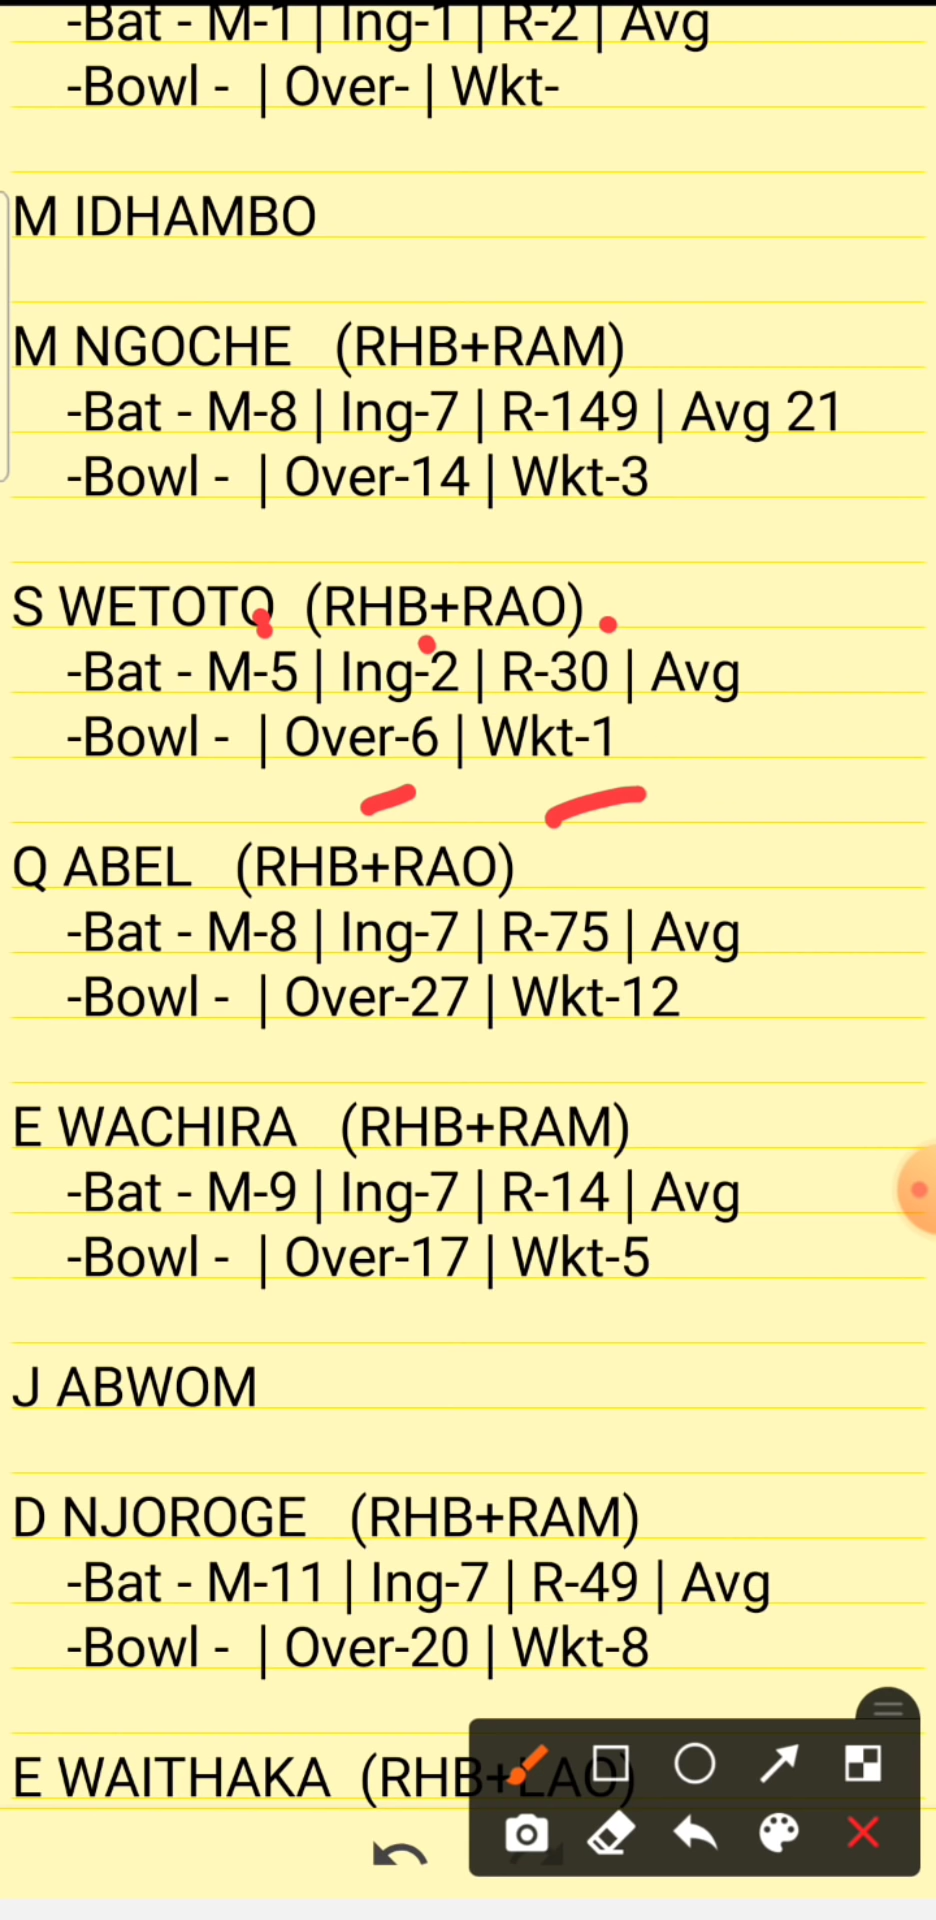 -Bat - M-1 | Ing-1 | R-2 | Avg
-Bowl -  | Over- | Wkt-
M IDHAMBO
M NGOCHE   (RHB+RAM)
-Bat - M-8 | Ing-7 | R-149 | Avg 21
-Bowl -  | Over-14 | Wkt-3
S WETOTO  (RHB+RAO)
-Bat - M-5 | Ing-2 | R-30 | Avg
-Bowl -  | Over-6 | Wkt-1
Q ABEL   (RHB+RAO)
-Bat - M-8 | Ing-7 | R-75 | Avg
-Bowl -  | Over-27 | Wkt-12
E WACHIRA   (RHB+RAM)
-Bat - M-9 | Ing-7 | R-14 | Avg
-Bowl -  | Over-17 | Wkt-5
J ABWOM
D NJOROGE   (RHB+RAM)
-Bat - M-11 | Ing-7 | R-49 | Avg
-Bowl -  | Over-20 | Wkt-8
E WAITHAKA  (RHB+LAO)